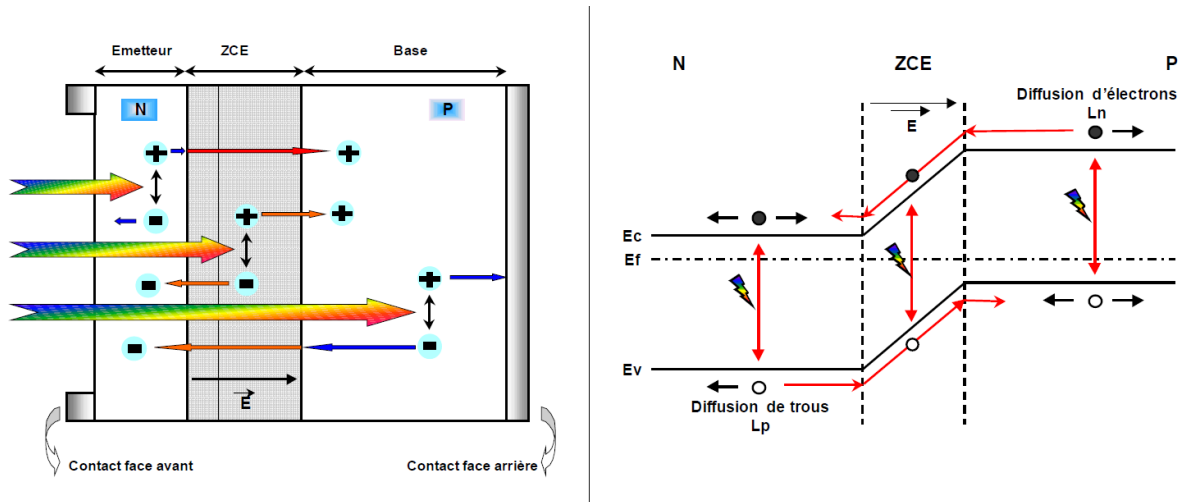 Emetteur ZCE Base
N P
E
Contact face avant Contact face arrière
N ZCE P
E
Diffusion d'électrons
Ln
Ec
Ef
Ev
Diffusion de trous
Lp